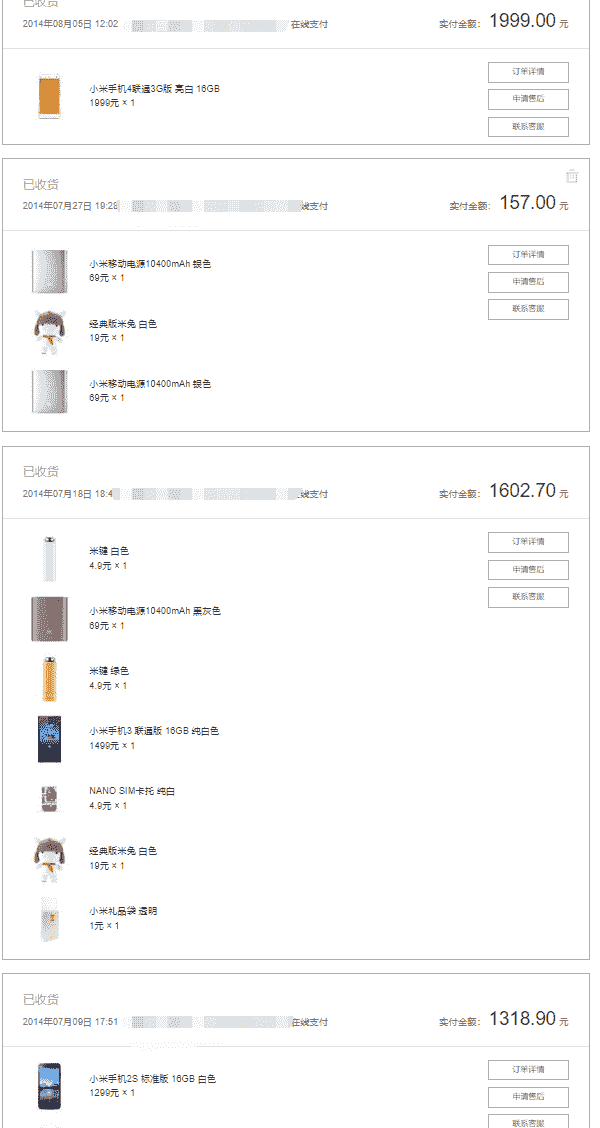 已收货
2014年08月05日 12:02 在线支付 实付金额： 1999.00 元
订单详情
小米手机4联通3G版 亮白 16GB
1999元 × 1
申请售后
联系客服
已收货
2014年07月27日 19:28 在线支付 实付金额： 157.00 元
订单详情
小米移动电源10400mAh 银色
69元 × 1
申请售后
联系客服
经典版米兔 白色
19元 × 1
小米移动电源10400mAh 银色
69元 × 1
已收货
2014年07月18日 18:4 在线支付 实付金额： 1602.70 元
订单详情
米键 白色
4.9元 × 1
申请售后
联系客服
小米移动电源10400mAh 黑灰色
69元 × 1
米键 绿色
4.9元 × 1
小米手机3 联通版 16GB 纯白色
1499元 × 1
NANO SIM卡托 纯白
4.9元 × 1
经典版米兔 白色
19元 × 1
小米礼品袋 透明
1元 × 1
已收货
2014年07月09日 17:51 在线支付 实付金额： 1318.90 元
订单详情
小米手机2S 标准版 16GB 白色
1299元 × 1
申请售后
联系客服